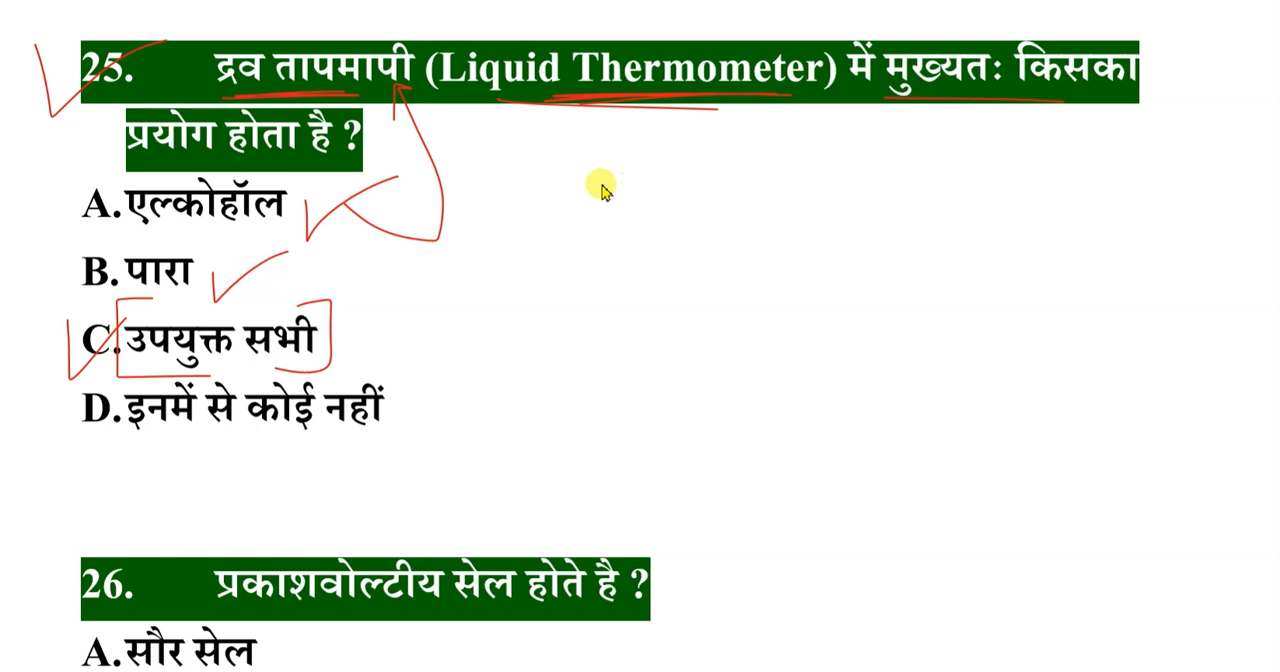 25. द्रव तापमापी (Liquid Thermometer) में मुख्यतः किसका
प्रयोग होता है ?
A.एल्कोहॉल
B.पारा
C.उपयुक्त सभी
D.इनमें से कोई नहीं
26. प्रकाशवोल्टीय सेल होते है ?
A.सौर सेल